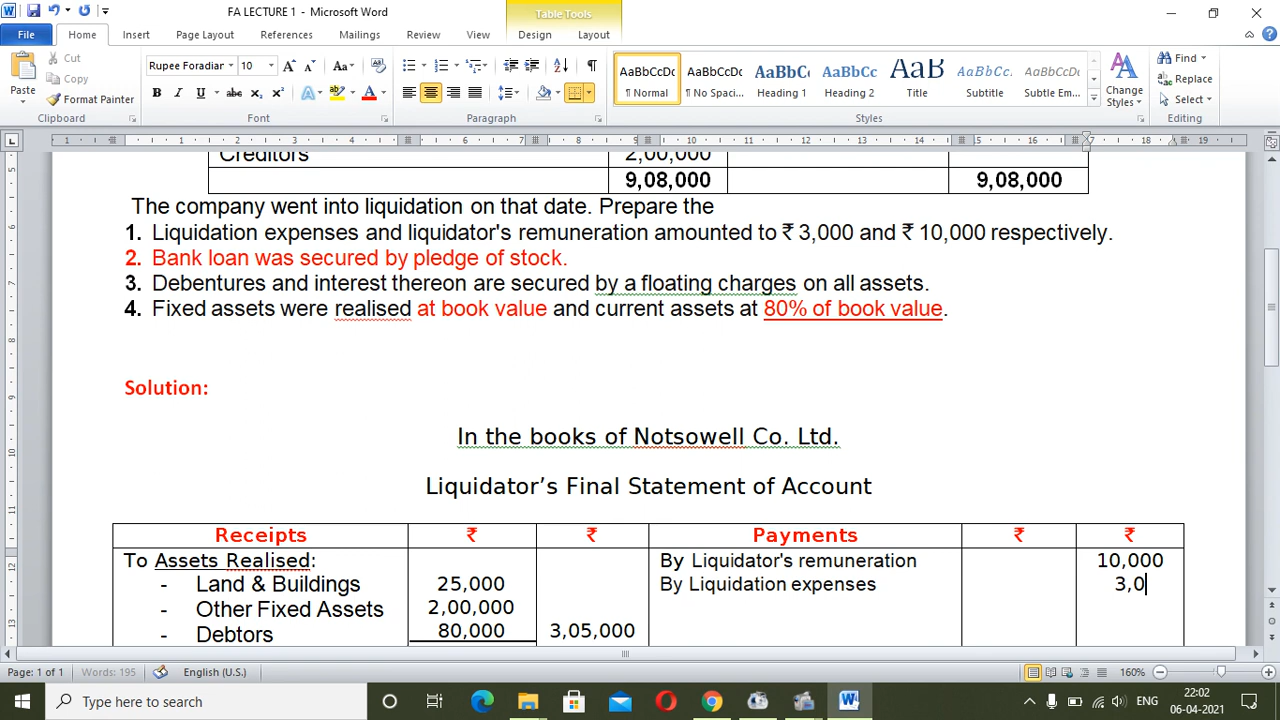 FA LECTURE 1 - Microsoft Word
Table Tools
File Home Insert Page Layout References Mailings Review View Design Layout
Paste
Cut
Copy
Format Painter
Clipboard
Rupee Foradiar 10
Font
Paragraph
AaBbCcDc AaBbCcDc AaBbC AaBbCc AaB AaBbCc. AaBbCcDc
¶ Normal ¶ No Spaci... Heading 1 Heading 2 Title Subtitle Subtle Em...
Styles
Change Styles
Find
Replace
Select
Editing
Creditors 2,00,000
9,08,000 9,08,000
The company went into liquidation on that date. Prepare the
1. Liquidation expenses and liquidator's remuneration amounted to ₹ 3,000 and ₹ 10,000 respectively.
2. Bank loan was secured by pledge of stock.
3. Debentures and interest thereon are secured by a floating charges on all assets.
4. Fixed assets were realised at book value and current assets at 80% of book value.
Solution:
In the books of Notsowell Co. Ltd.
Liquidator’s Final Statement of Account
Receipts ₹ ₹ Payments ₹ ₹
To Assets Realised: By Liquidator's remuneration 10,000
- Land & Buildings 25,000 By Liquidation expenses 3,0
- Other Fixed Assets 2,00,000
- Debtors 80,000 3,05,000
Page: 1 of 1 Words: 195 English (U.S.) 160%
Type here to search
ENG
22:02
06-04-2021